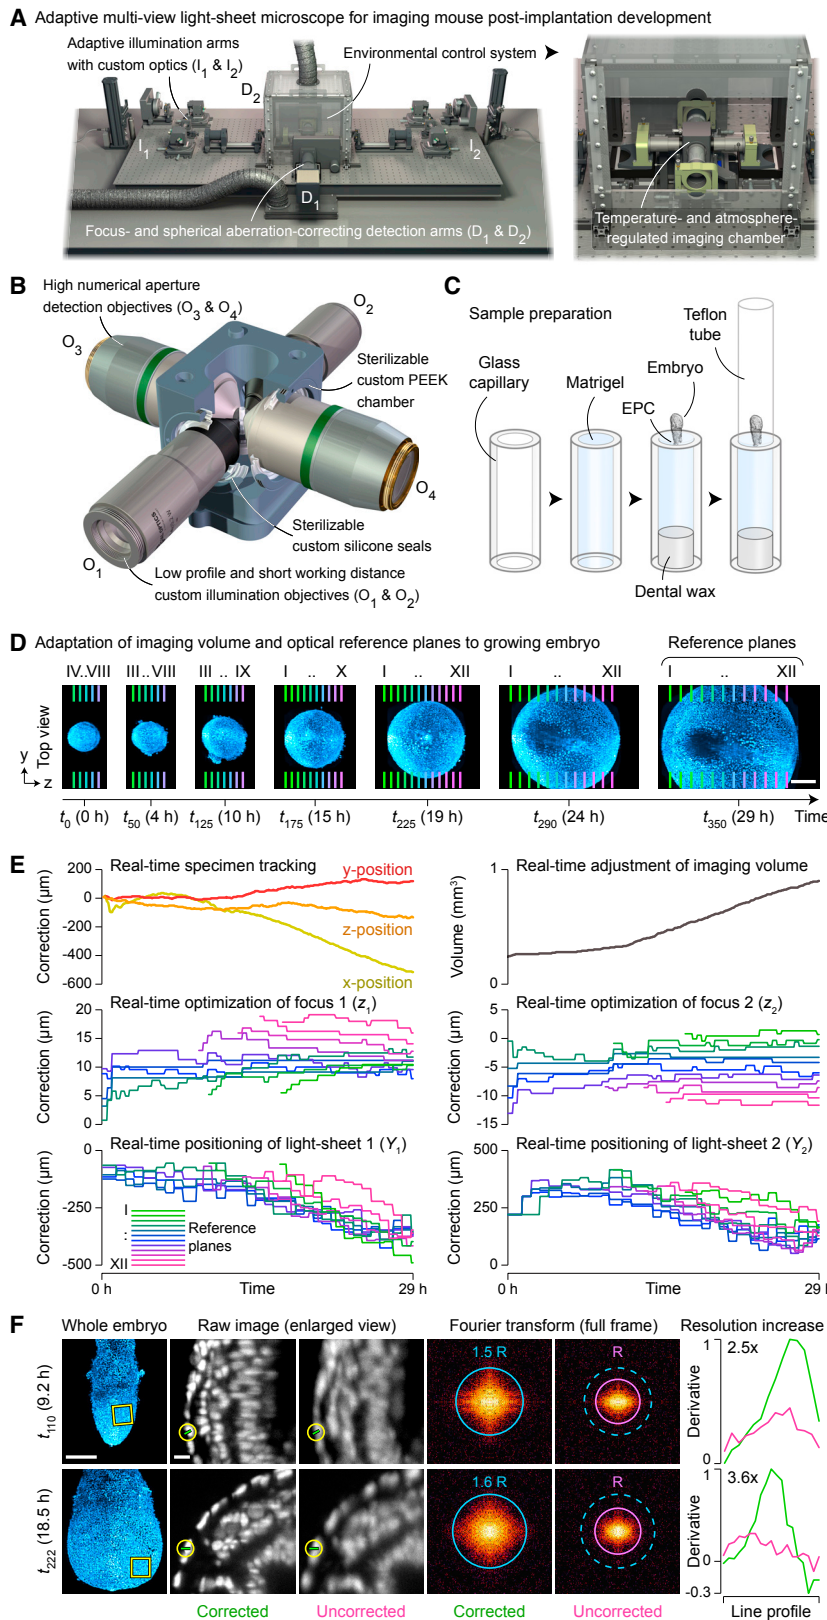 A Adaptive multi-view light-sheet microscope for imaging mouse post-implantation development
Adaptive illumination arms
with custom optics (I1 & I2)
Environmental control system
D2
I1
I2
D1
Focus- and spherical aberration-correcting detection arms (D1 & D2)
Temperature- and atmosphere-
regulated imaging chamber
B
High numerical aperture
detection objectives (O3 & O4)
O2
O3
Sterilizable
custom PEEK
chamber
O4
Sterilizable
custom silicone seals
O1
Low profile and short working distance
custom illumination objectives (O1 & O2)
C
Sample preparation
Teflon
tube
Glass
capillary
Matrigel
Embryo
EPC
Dental wax
D Adaptation of imaging volume and optical reference planes to growing embryo
Reference planes
IV..VIII
III..VIII
III .. IX
I .. X
I .. XII
I .. XII
I .. XII
Top view
y
z
t0 (0 h)
t50 (4 h)
t125 (10 h)
t175 (15 h)
t225 (19 h)
t290 (24 h)
t350 (29 h)
Time
E
Real-time specimen tracking
Correction (µm)
200
0
-200
-400
-600
y-position
z-position
x-position
Real-time adjustment of imaging volume
Volume (mm³)
1
0
Real-time optimization of focus 1 (z1)
Correction (µm)
20
15
10
5
0
Real-time optimization of focus 2 (z2)
Correction (µm)
5
0
-5
-10
-15
Real-time positioning of light-sheet 1 (Y1)
Correction (µm)
0
-250
-500
I
:
XII
Reference
planes
0 h
Time
29 h
Real-time positioning of light-sheet 2 (Y2)
Correction (µm)
500
250
0
0 h
Time
29 h
F
Whole embryo
Raw image (enlarged view)
Fourier transform (full frame)
Resolution increase
t110 (9.2 h)
1.5 R
R
Derivative
1
0
2.5x
t222 (18.5 h)
1.6 R
R
Derivative
1
0
-0.3
3.6x
Corrected
Uncorrected
Corrected
Uncorrected
Line profile